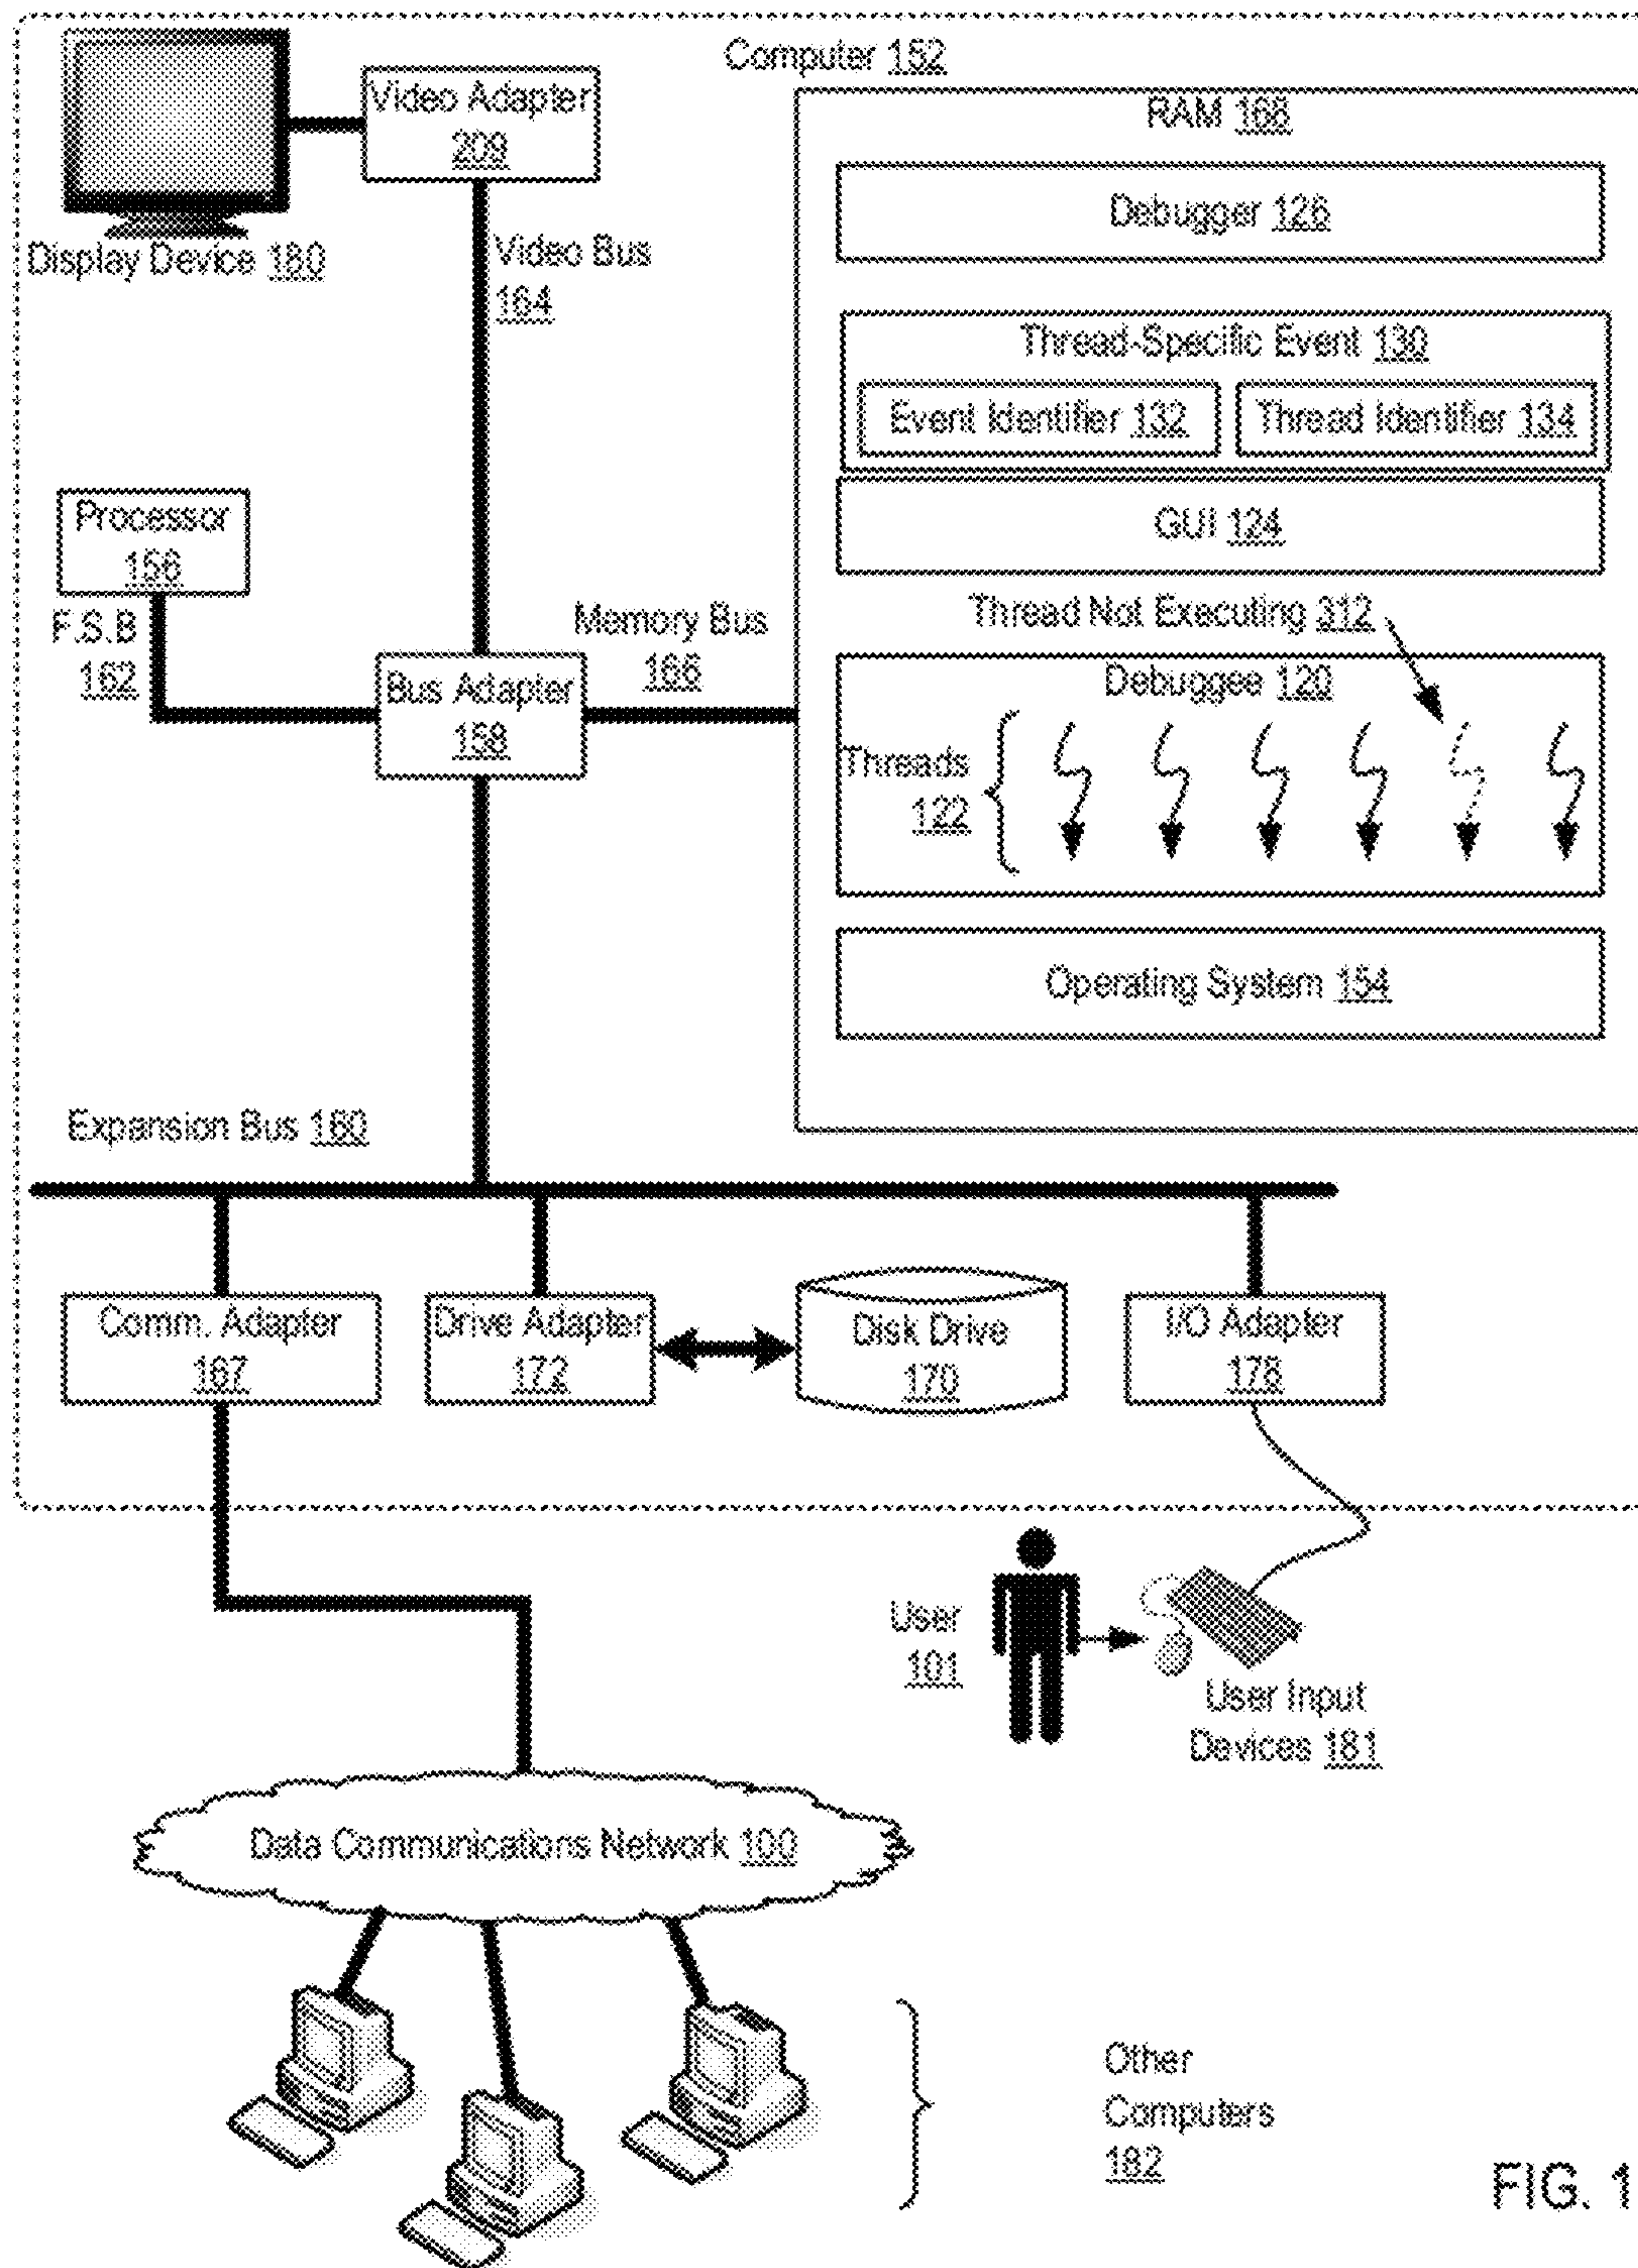 Computer 152
Video Adapter
209
RAM 168
Debugger 126
Display Device 180
Video Bus
164
Thread-Specific Event 130
Event Identifier 132
Thread Identifier 134
GUI 124
Processor
156
F.S.B
162
Memory Bus
166
Thread Not Executing 312
Bus Adapter
158
Debuggee 120
Threads
122
Operating System 154
Expansion Bus 160
Comm. Adapter
167
Drive Adapter
172
Disk Drive
170
I/O Adapter
178
User
101
User Input
Devices 181
Data Communications Network 100
Other
Computers
182
FIG. 1